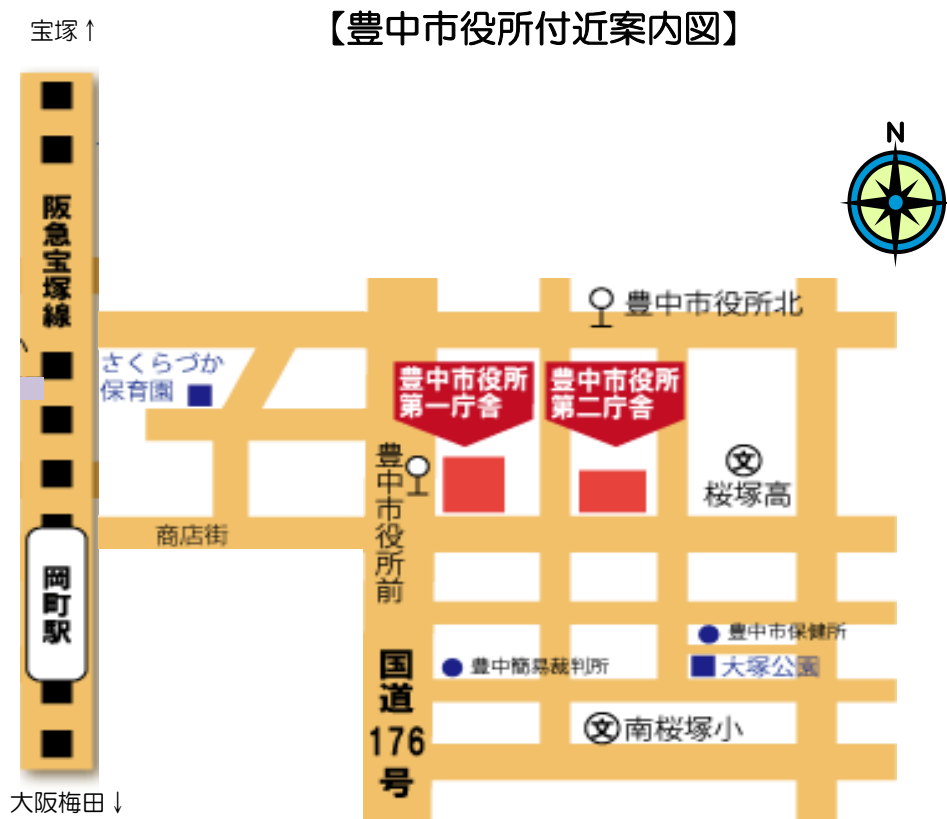 宝塚↑
【豊中市役所付近案内図】
N
阪急宝塚線
豊中市役所北
さくらづか
保育園
豊中市役所
第一庁舎
豊中市役所
第二庁舎
豊中市役所前
文
桜塚高
商店街
岡町駅
豊中市保健所
豊中簡易裁判所
大塚公園
国道
176
号
文
南桜塚小
大阪梅田↓